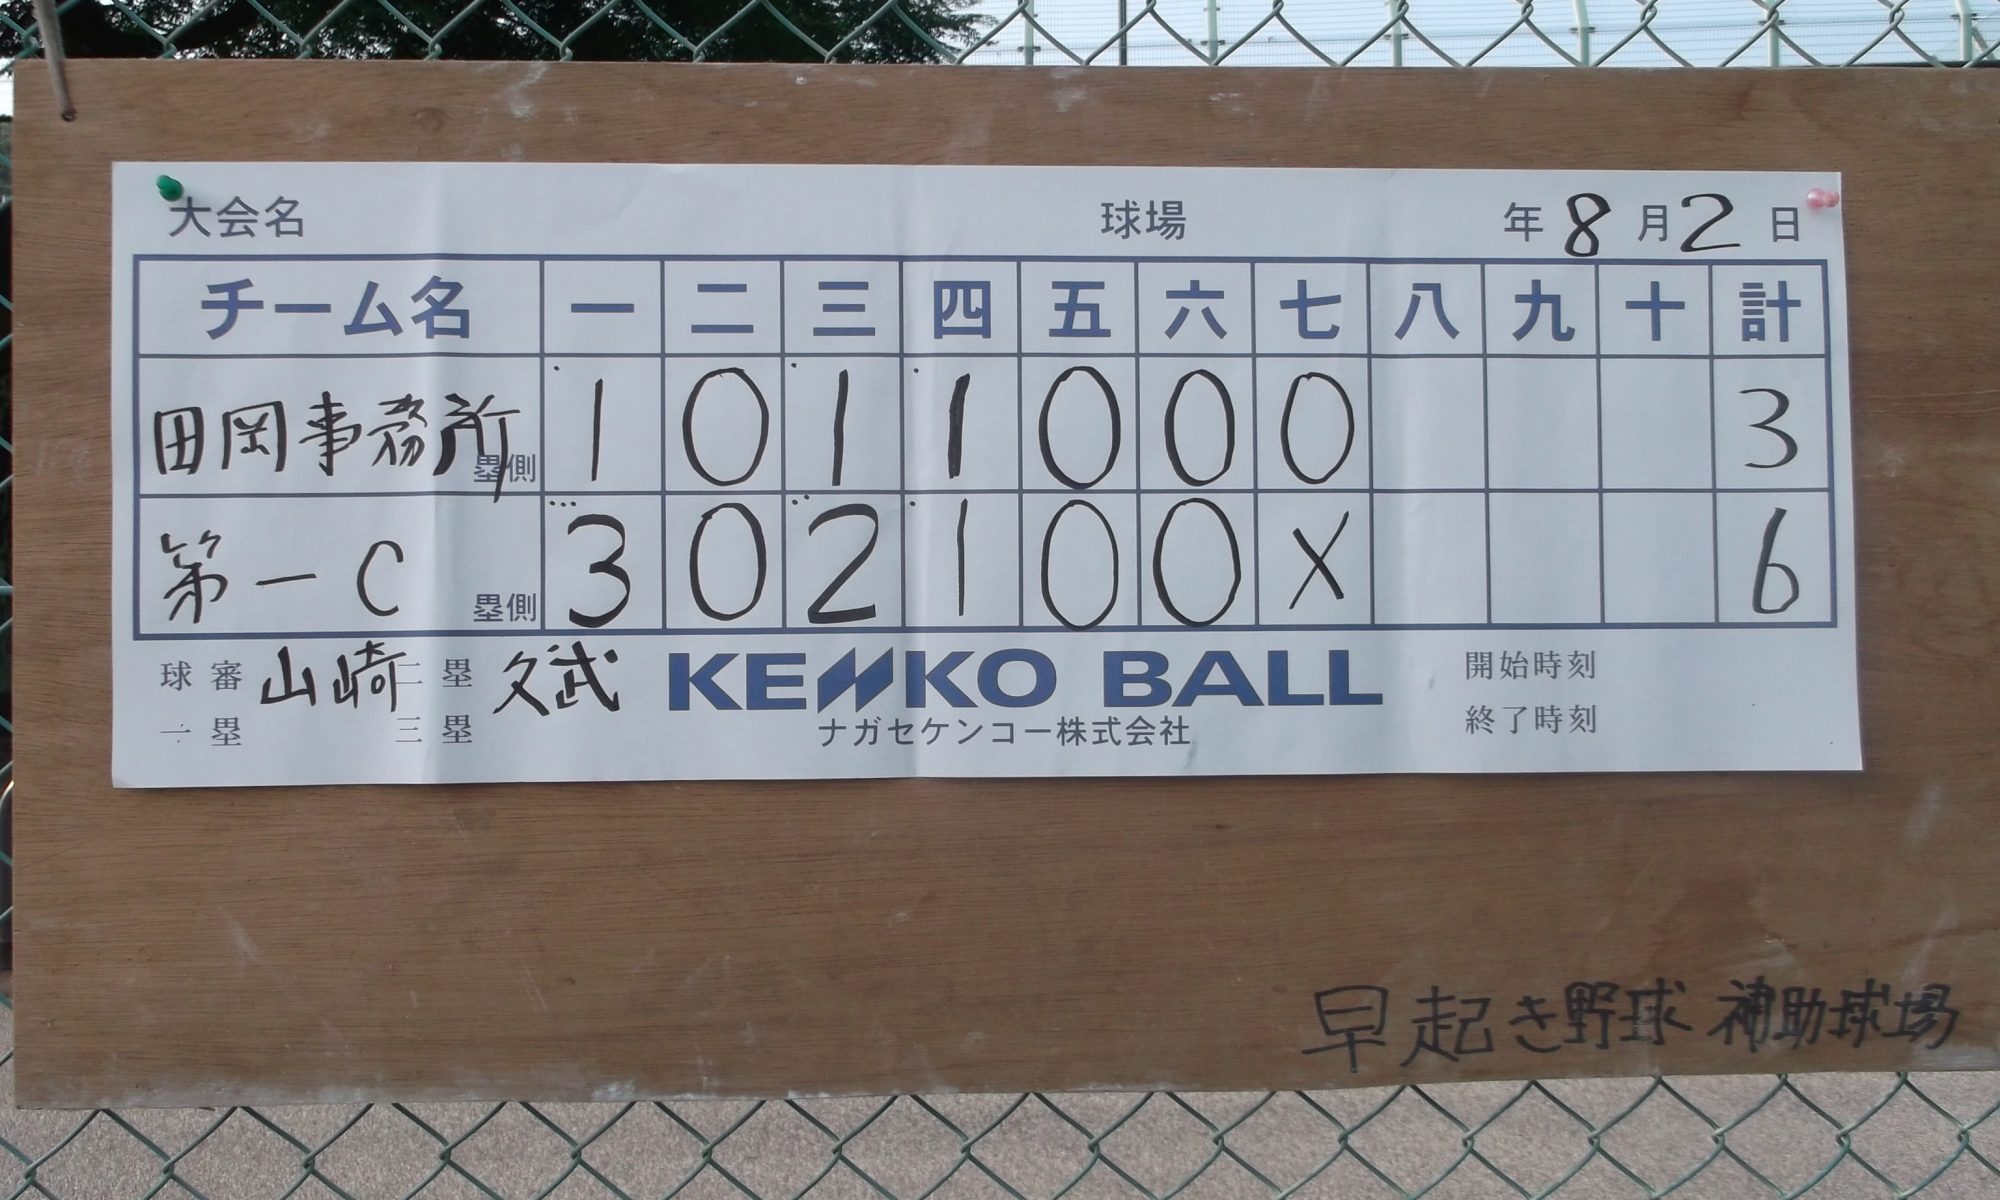 大会名 球場 年 8 月 2 日
チーム名 一 二 三 四 五 六 七 八 九 十 計
田岡事務所 塁側 1 0 1 1 0 0 0 3
第一C 塁側 3 0 2 1 0 0 X 6
球審 山崎 二塁 久武 KENKO BALL 開始時刻
一塁 三塁 ナガセケンコー株式会社 終了時刻
早起き野球 補助球場